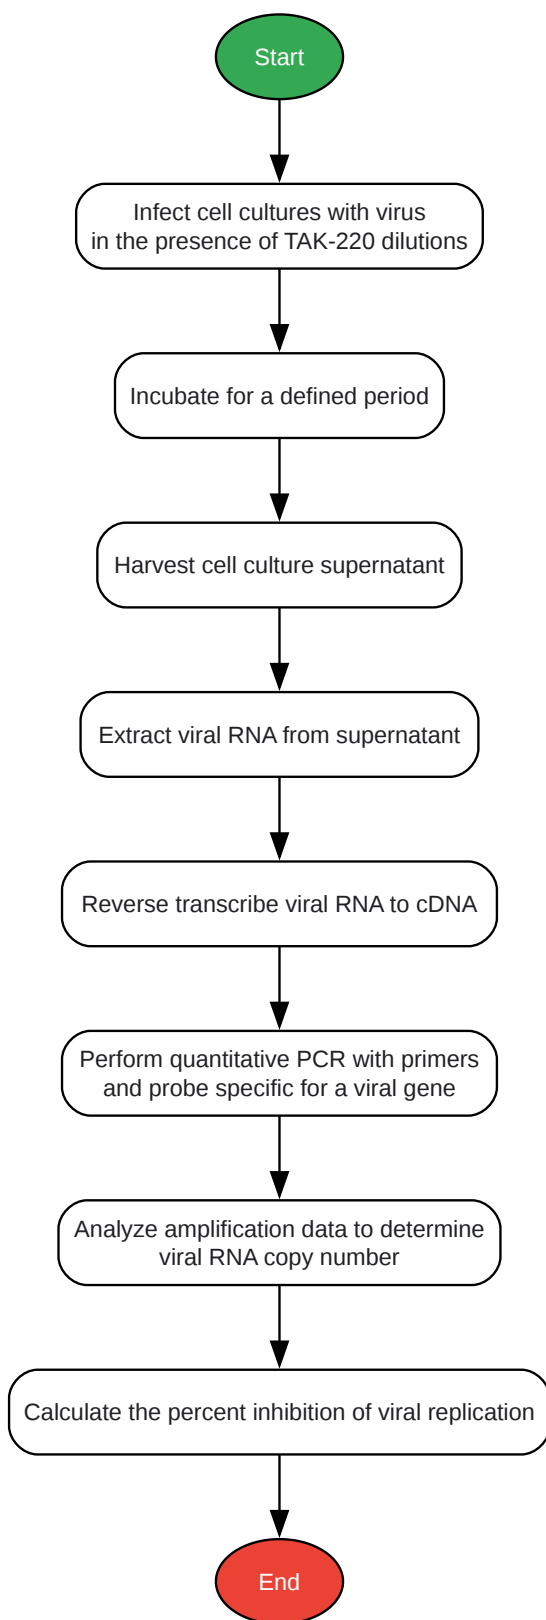 Start
Infect cell cultures with virus
in the presence of TAK-220 dilutions
Incubate for a defined period
Harvest cell culture supernatant
Extract viral RNA from supernatant
Reverse transcribe viral RNA to cDNA
Perform quantitative PCR with primers
and probe specific for a viral gene
Analyze amplification data to determine
viral RNA copy number
Calculate the percent inhibition of viral replication
End